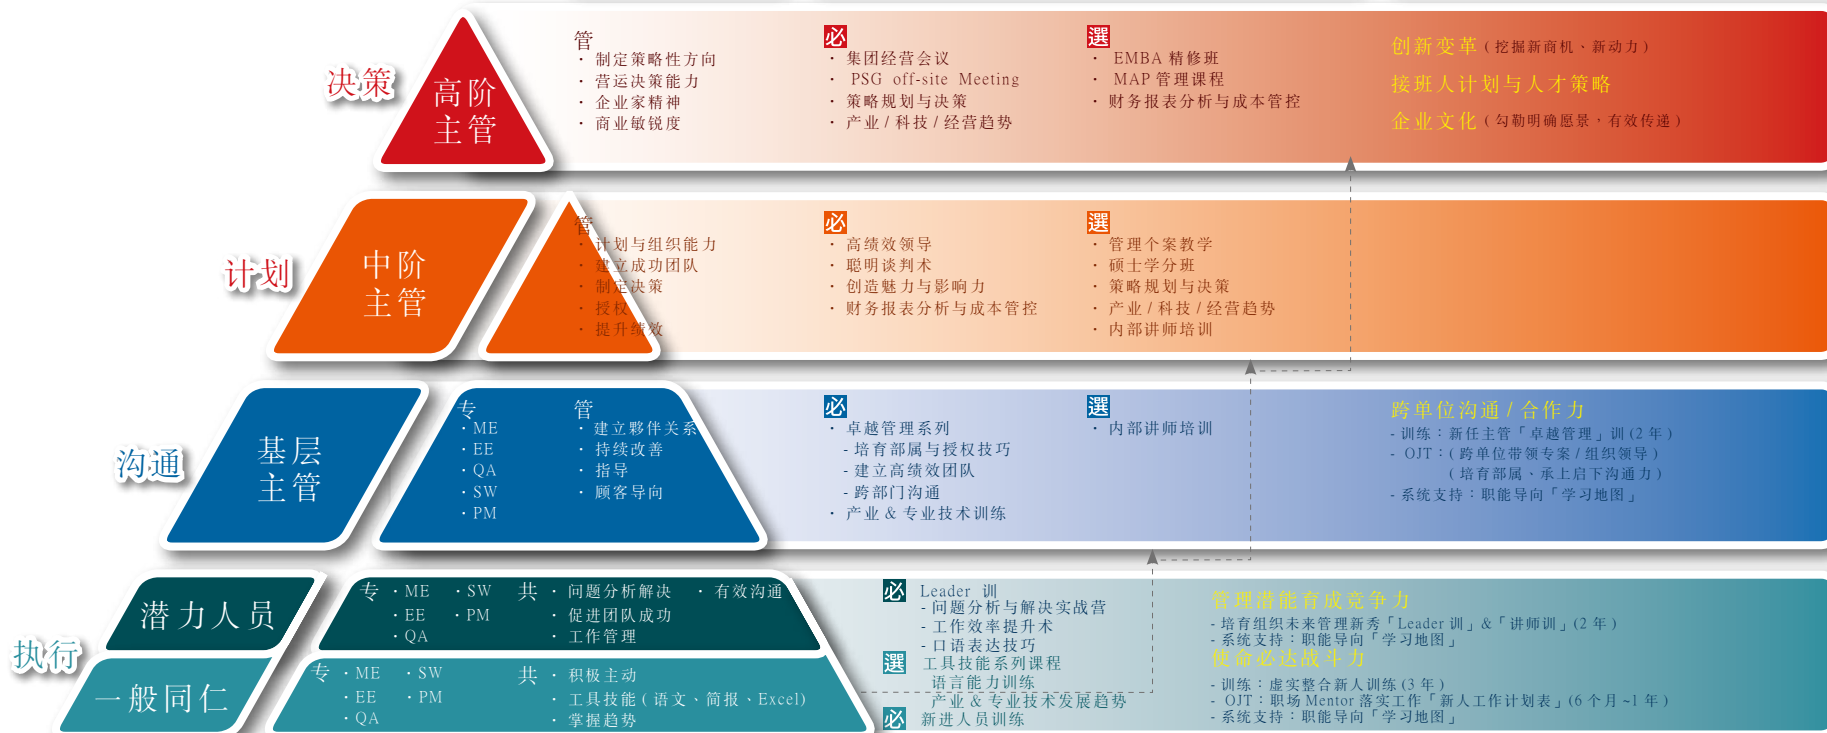 决策
高阶
主管
管
· 制定策略性方向
· 营运决策能力
· 企业家精神
· 商业敏锐度
必
· 集团经营会议
· PSG off-site Meeting
· 策略规划与决策
· 产业 / 科技 / 经营趋势
選
· EMBA 精修班
· MAP 管理课程
· 财务报表分析与成本管控
创新变革 ( 挖掘新商机、新动力 )
接班人计划与人才策略
企业文化 ( 勾勒明确愿景，有效传递 )
计划
中阶
主管
管
· 计划与组织能力
· 建立成功团队
· 制定决策
· 授权
· 提升绩效
必
· 高绩效领导
· 聪明谈判术
· 创造魅力与影响力
· 财务报表分析与成本管控
選
· 管理个案教学
· 硕士学分班
· 策略规划与决策
· 产业 / 科技 / 经营趋势
· 内部讲师培训
沟通
基层
主管
专
· ME
· EE
· QA
· SW
· PM
管
· 建立夥伴关系
· 持续改善
· 指导
· 顾客导向
必
· 卓越管理系列
- 培育部属与授权技巧
- 建立高绩效团队
- 跨部门沟通
· 产业 & 专业技术训练
選
· 内部讲师培训
跨单位沟通 / 合作力
- 训练：新任主管「卓越管理」训 (2 年 )
- OJT：( 跨单位带领专案 / 组织领导 )
( 培育部属、承上启下沟通力 )
- 系统支持：职能导向「学习地图」
执行
潜力人员
专 · ME · SW
· EE · PM
· QA
共 · 问题分析解决 · 有效沟通
· 促进团队成功
· 工作管理
必 Leader 训
- 问题分析与解决实战营
- 工作效率提升术
- 口语表达技巧
管理潜能育成竞争力
- 培育组织未来管理新秀「Leader 训」&「讲师训」(2 年 )
- 系统支持：职能导向「学习地图」
一般同仁
专 · ME · SW
· EE · PM
· QA
共 · 积极主动
· 工具技能 ( 语文、简报、Excel)
· 掌握趋势
選 工具技能系列课程
语言能力训练
产业 & 专业技术发展趋势
必 新进人员训练
使命必达战斗力
- 训练：虚实整合新人训练 (3 年 )
- OJT：职场 Mentor 落实工作「新人工作计划表」(6 个月 ~1 年 )
- 系统支持：职能导向「学习地图」